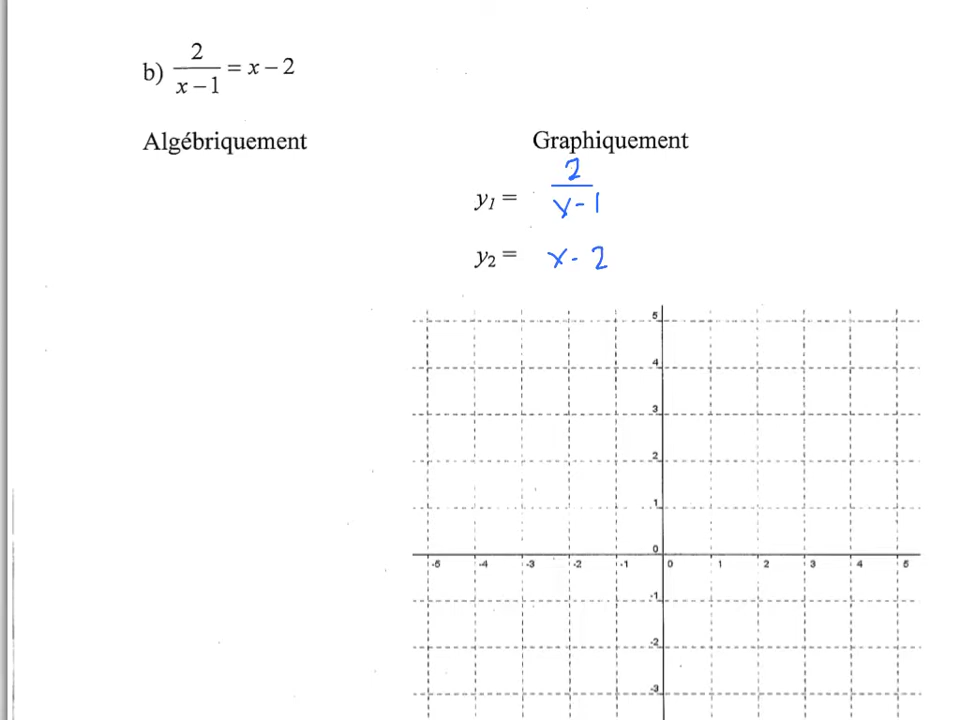 b) 2/(x – 1) = x – 2
Algébriquement
Graphiquement
y₁ = 2/(x - 1)
y₂ = x - 2
5
4
3
2
1
0
-5 -4 -3 -2 -1 0 1 2 3 4 5
-1
-2
-3